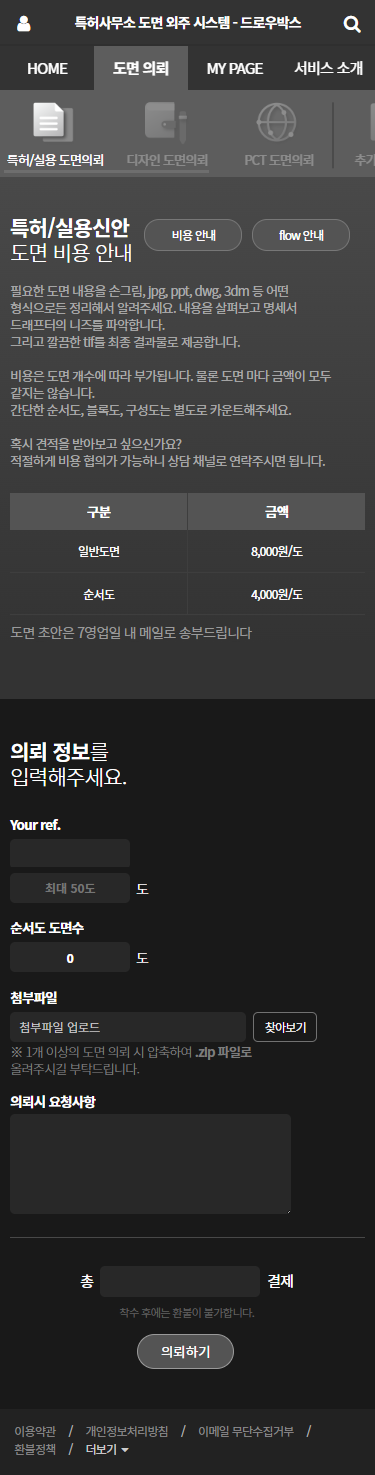 특허사무소 도면 외주 시스템 - 드로우박스
HOME 도면 의뢰 MY PAGE 서비스 소개
특허/실용 도면의뢰 디자인 도면의뢰 PCT 도면의뢰
특허/실용신안 비용 안내 flow 안내
도면 비용 안내
필요한 도면 내용을 손그림, jpg, ppt, dwg, 3dm 등 어떤
형식으로든 정리해서 알려주세요. 내용을 살펴보고 명세서
드래프터의 니즈를 파악합니다.
그리고 깔끔한 tif를 최종 결과물로 제공합니다.
비용은 도면 개수에 따라 부가됩니다. 물론 도면 마다 금액이 모두
같지는 않습니다.
간단한 순서도, 블록도, 구성도는 별도로 카운트해주세요.
혹시 견적을 받아보고 싶으신가요?
적절하게 비용 협의가 가능하니 상담 채널로 연락주시면 됩니다.
구분 금액
일반도면 8,000원/도
순서도 4,000원/도
도면 초안은 7영업일 내 메일로 송부드립니다
의뢰 정보를
입력해주세요.
Your ref.
최대 50도 도
순서도 도면수
0 도
첨부파일
첨부파일 업로드 찾아보기
※ 1개 이상의 도면 의뢰 시 압축하여 .zip 파일로
올려주시길 부탁드립니다.
의뢰시 요청사항
총 결제
착수 후에는 환불이 불가합니다.
의뢰하기
이용약관 / 개인정보처리방침 / 이메일 무단수집거부 /
환불정책 / 더보기